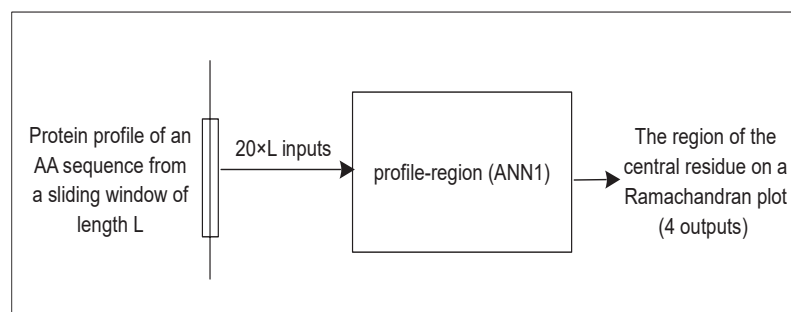 Protein profile of an
AA sequence from
a sliding window of
length L
20×L inputs
profile-region (ANN1)
The region of the
central residue on a
Ramachandran plot
(4 outputs)